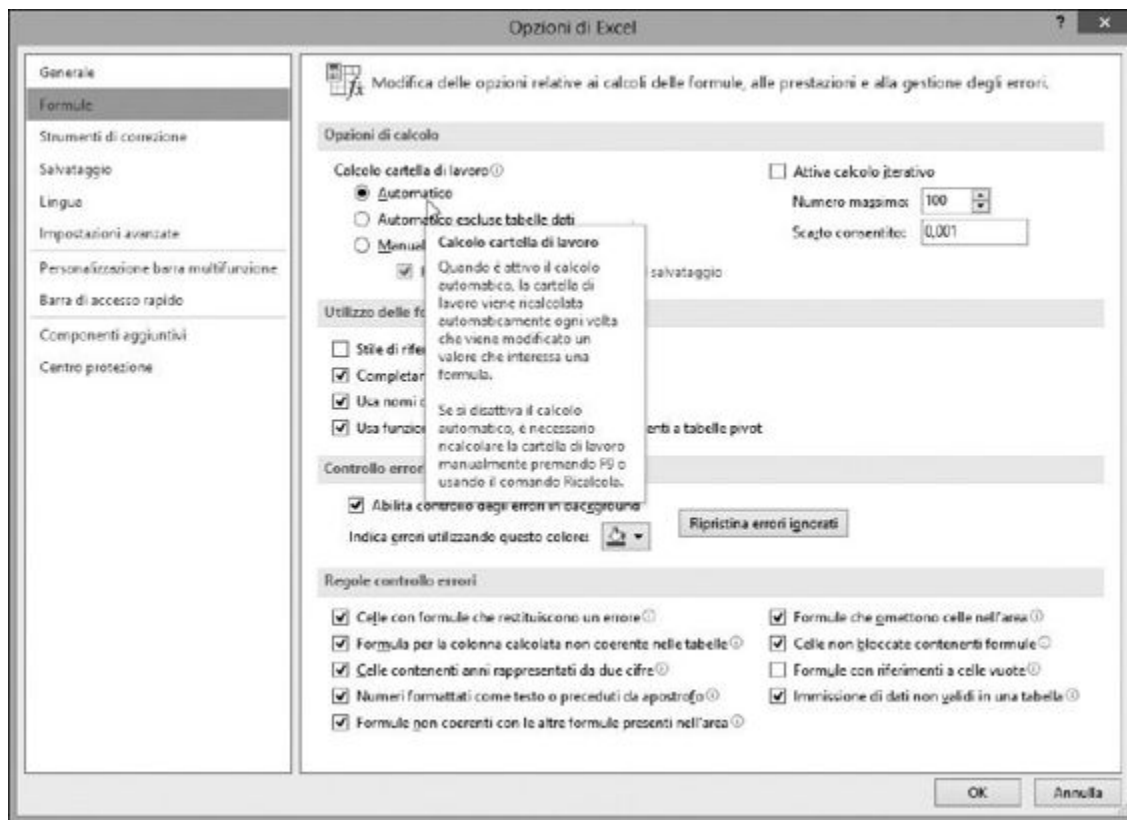 Opzioni di Excel
?
Generale
Formule
Strumenti di correzione
Salvataggio
Lingua
Impostazioni avanzate
Personalizzazione barra multifunzione
Barra di accesso rapido
Componenti aggiuntivi
Centro protezione
Modifica delle opzioni relative ai calcoli delle formule, alle prestazioni e alla gestione degli errori.
Opzioni di calcolo
Calcolo cartella di lavoro
Automatico
Automatico escluse tabelle dati
Manual
salvataggio
Attiva calcolo iterativo
Numero massimo: 100
Scarto consentito: 0,001
Calcolo cartella di lavoro
Quando è attivo il calcolo
automatico, la cartella di
lavoro viene ricalcolata
automaticamente ogni volta
che viene modificato un
valore che interessa una
formula.
Se si disattiva il calcolo
automatico, è necessario
ricalcolare la cartella di lavoro
manualmente premendo F9 o
usando il comando Ricalcola.
Utilizzo delle fo
Stile di rife
Completar
Usa nomi
Usa funzion
enti a tabelle pivot
Controllo error
Abilita controllo degli errori in background
Indica errori utilizzando questo colore:
Ripristina errori ignorati
Regole controllo errori
Celle con formule che restituiscono un errore
Formula per la colonna calcolata non coerente nelle tabelle
Celle contenenti anni rappresentati da due cifre
Numeri formattati come testo o preceduti da apostrofo
Formule non coerenti con le altre formule presenti nell'area
Formule che omettono celle nell'area
Celle non bloccate contenenti formule
Formule con riferimenti a celle vuote
Immissione di dati non validi in una tabella
OK
Annulla